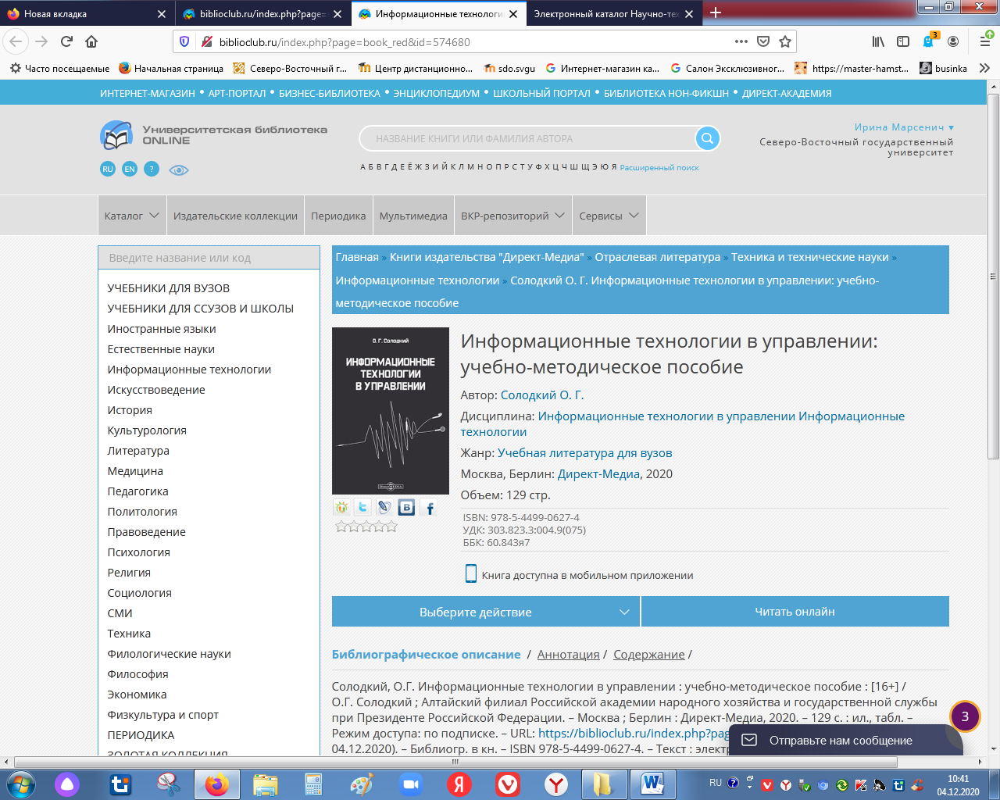 Новая вкладка
biblioclub.ru/index.php?page=
Информационные технологи
Электронный каталог Научно-тех
biblioclub.ru/index.php?page=book_red&id=574680
3
Часто посещаемые
Начальная страница
Северо-Восточный г...
Центр дистанционно...
sdo.svgu
Интернет-магазин ка...
Салон Эксклюзивног...
https://master-hamst...
businka
ИНТЕРНЕТ-МАГАЗИН • АРТ-ПОРТАЛ • БИЗНЕС-БИБЛИОТЕКА • ЭНЦИКЛОПЕДИУМ • ШКОЛЬНЫЙ ПОРТАЛ • БИБЛИОТЕКА НОН-ФИКШН • ДИРЕКТ-АКАДЕМИЯ
Университетская библиотека
ONLINE
RU EN ?
НАЗВАНИЕ КНИГИ ИЛИ ФАМИЛИЯ АВТОРА
А Б В Г Д Е Ё Ж З И Й К Л М Н О П Р С Т У Ф Х Ц Ч Ш Щ Э Ю Я Расширенный поиск
Ирина Марсенич ▾
Северо-Восточный государственный
университет
Каталог
Издательские коллекции
Периодика
Мультимедиа
ВКР-репозиторий
Сервисы
Введите название или код
УЧЕБНИКИ ДЛЯ ВУЗОВ
УЧЕБНИКИ ДЛЯ ССУЗОВ И ШКОЛЫ
Иностранные языки
Естественные науки
Информационные технологии
Искусствоведение
История
Культурология
Литература
Медицина
Педагогика
Политология
Правоведение
Психология
Религия
Социология
СМИ
Техника
Филологические науки
Философия
Экономика
Физкультура и спорт
ПЕРИОДИКА
ЗОЛОТАЯ КОЛЛЕКЦИЯ
Главная » Книги издательства "Директ-Медиа" » Отраслевая литература » Техника и технические науки »
Информационные технологии » Солодкий О. Г. Информационные технологии в управлении: учебно-
методическое пособие
О. Г. Солодкий
ИНФОРМАЦИОННЫЕ
ТЕХНОЛОГИИ
В УПРАВЛЕНИИ
DirectMEDIA
Информационные технологии в управлении:
учебно-методическое пособие
Автор: Солодкий О. Г.
Дисциплина: Информационные технологии в управлении Информационные
технологии
Жанр: Учебная литература для вузов
Москва, Берлин: Директ-Медиа, 2020
Объем: 129 стр.
ISBN: 978-5-4499-0627-4
УДК: 303.823.3:004.9(075)
ББК: 60.843я7
Книга доступна в мобильном приложении
Выберите действие
Читать онлайн
Библиографическое описание / Аннотация / Содержание /
Солодкий, О.Г. Информационные технологии в управлении : учебно-методическое пособие : [16+] /
О.Г. Солодкий ; Алтайский филиал Российской академии народного хозяйства и государственной службы
при Президенте Российской Федерации. – Москва ; Берлин : Директ-Медиа, 2020. – 129 с. : ил., табл. –
Режим доступа: по подписке. – URL: https://biblioclub.ru/index.php?pag
04.12.2020). – Библиогр. в кн. – ISBN 978-5-4499-0627-4. – Текст : элект
3
Отправьте нам сообщение
RU
10:41
04.12.2020